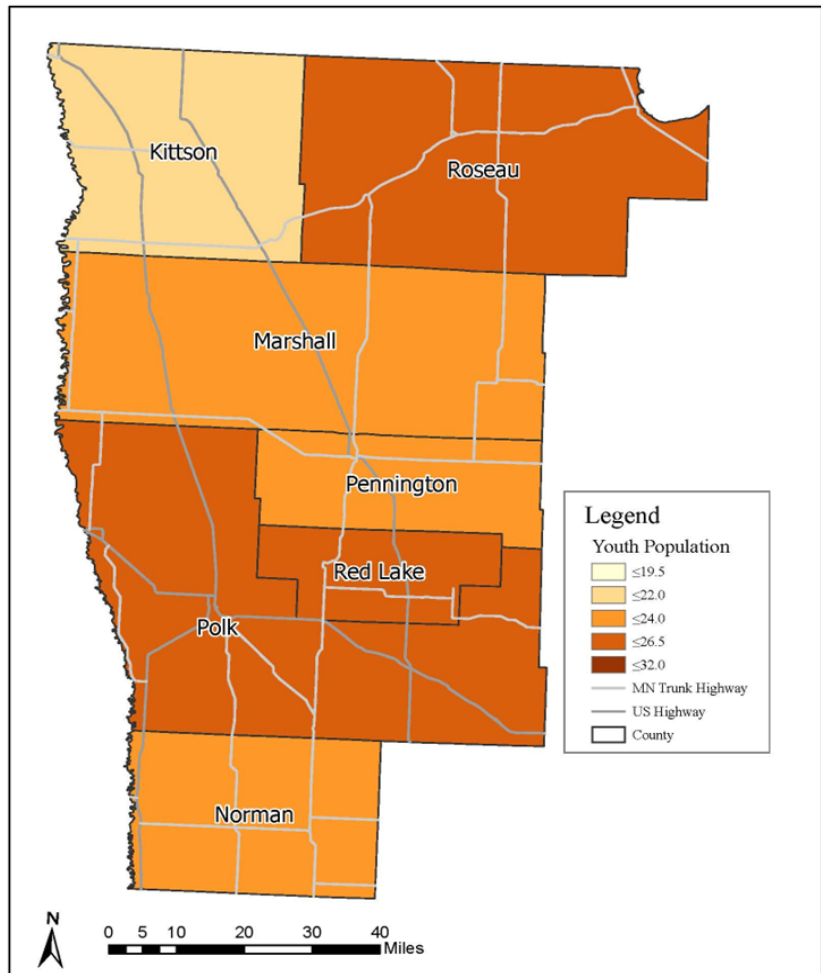 Kittson
Roseau
Marshall
Pennington
Red Lake
Polk
Norman
Legend
Youth Population
≤19.5
≤22.0
≤24.0
≤26.5
≤32.0
MN Trunk Highway
US Highway
County
N
0 5 10 20 30 40
Miles